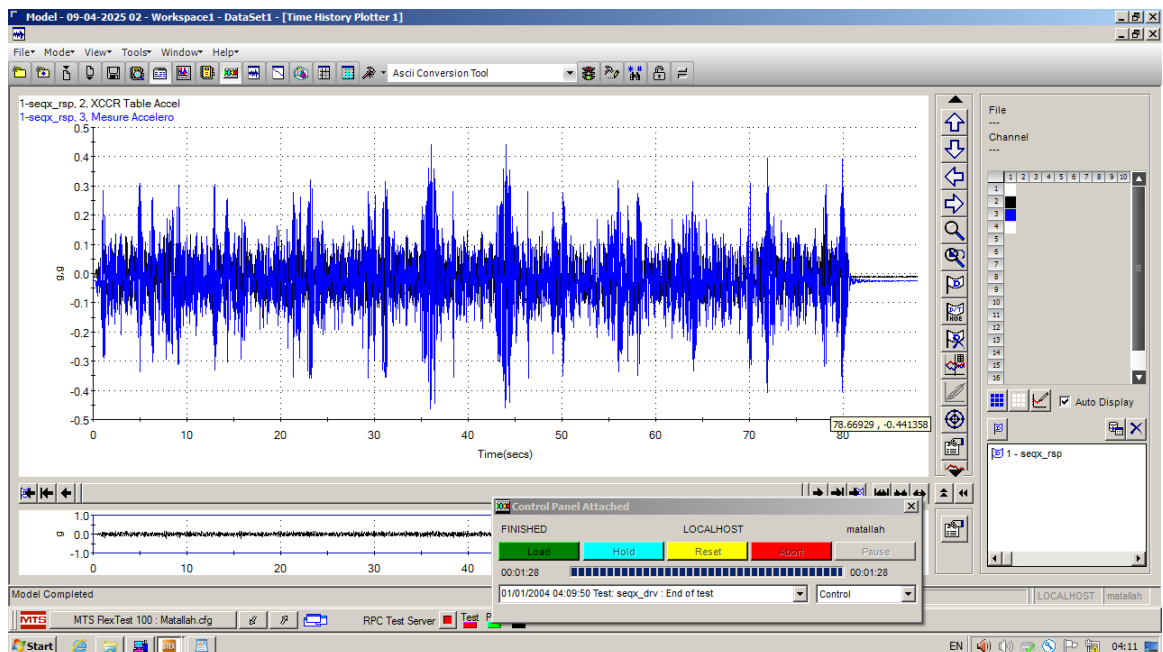 Model - 09-04-2025 02 - Workspace1 - DataSet1 - [Time History Plotter 1]
File Mode View Tools Window Help
Ascii Conversion Tool
1-seqx_rsp, 2, XCCR Table Accel
1-seqx_rsp, 3, Mesure Accelero
0.5
0.4
0.3
0.2
0.1
0.0
-0.1
-0.2
-0.3
-0.4
-0.5
g.g
0 10 20 30 40 50 60 70 80
78.66929 , -0.441358
Time(secs)
File
---
Channel
---
1 2 3 4 5 6 7 8 9 10
1
2
3
4
5
6
7
8
9
10
11
12
13
14
15
16
Auto Display
1 - seqx_rsp
HIDE
1.0
0.0
-1.0
g
0 10 20 30 40
Control Panel Attached
FINISHED LOCALHOST matallah
Load Hold Reset Abort Pause
00:01:28 00:01:28
01/01/2004 04:09:50 Test: seqx_drv : End of test Control
Model Completed LOCALHOST matallah
MTS MTS FlexTest 100 : Matallah.cfg RPC Test Server Test
Start EN 04:11